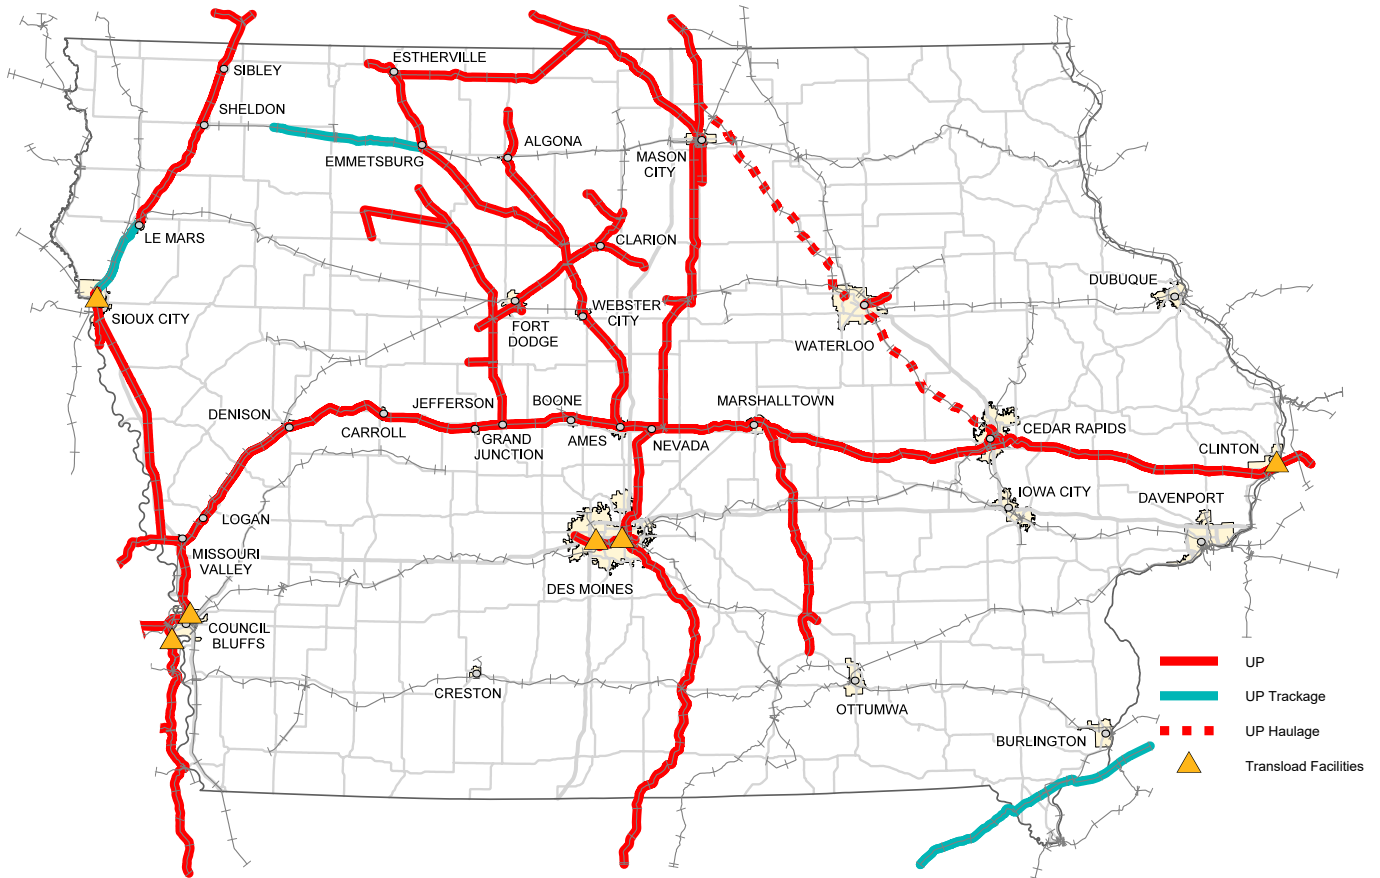 ESTHERVILLE
SIBLEY
SHELDON
ALGONA
EMMETSBURG
MASON
CITY
LE MARS
CLARION
DUBUQUE
SIOUX CITY
WEBSTER
CITY
FORT
DODGE
WATERLOO
DENISON
JEFFERSON
BOONE
MARSHALLTOWN
CARROLL
GRAND
JUNCTION
AMES
NEVADA
CEDAR RAPIDS
CLINTON
IOWA CITY
DAVENPORT
LOGAN
MISSOURI
VALLEY
DES MOINES
COUNCIL
BLUFFS
CRESTON
OTTUMWA
BURLINGTON
UP
UP Trackage
UP Haulage
Transload Facilities